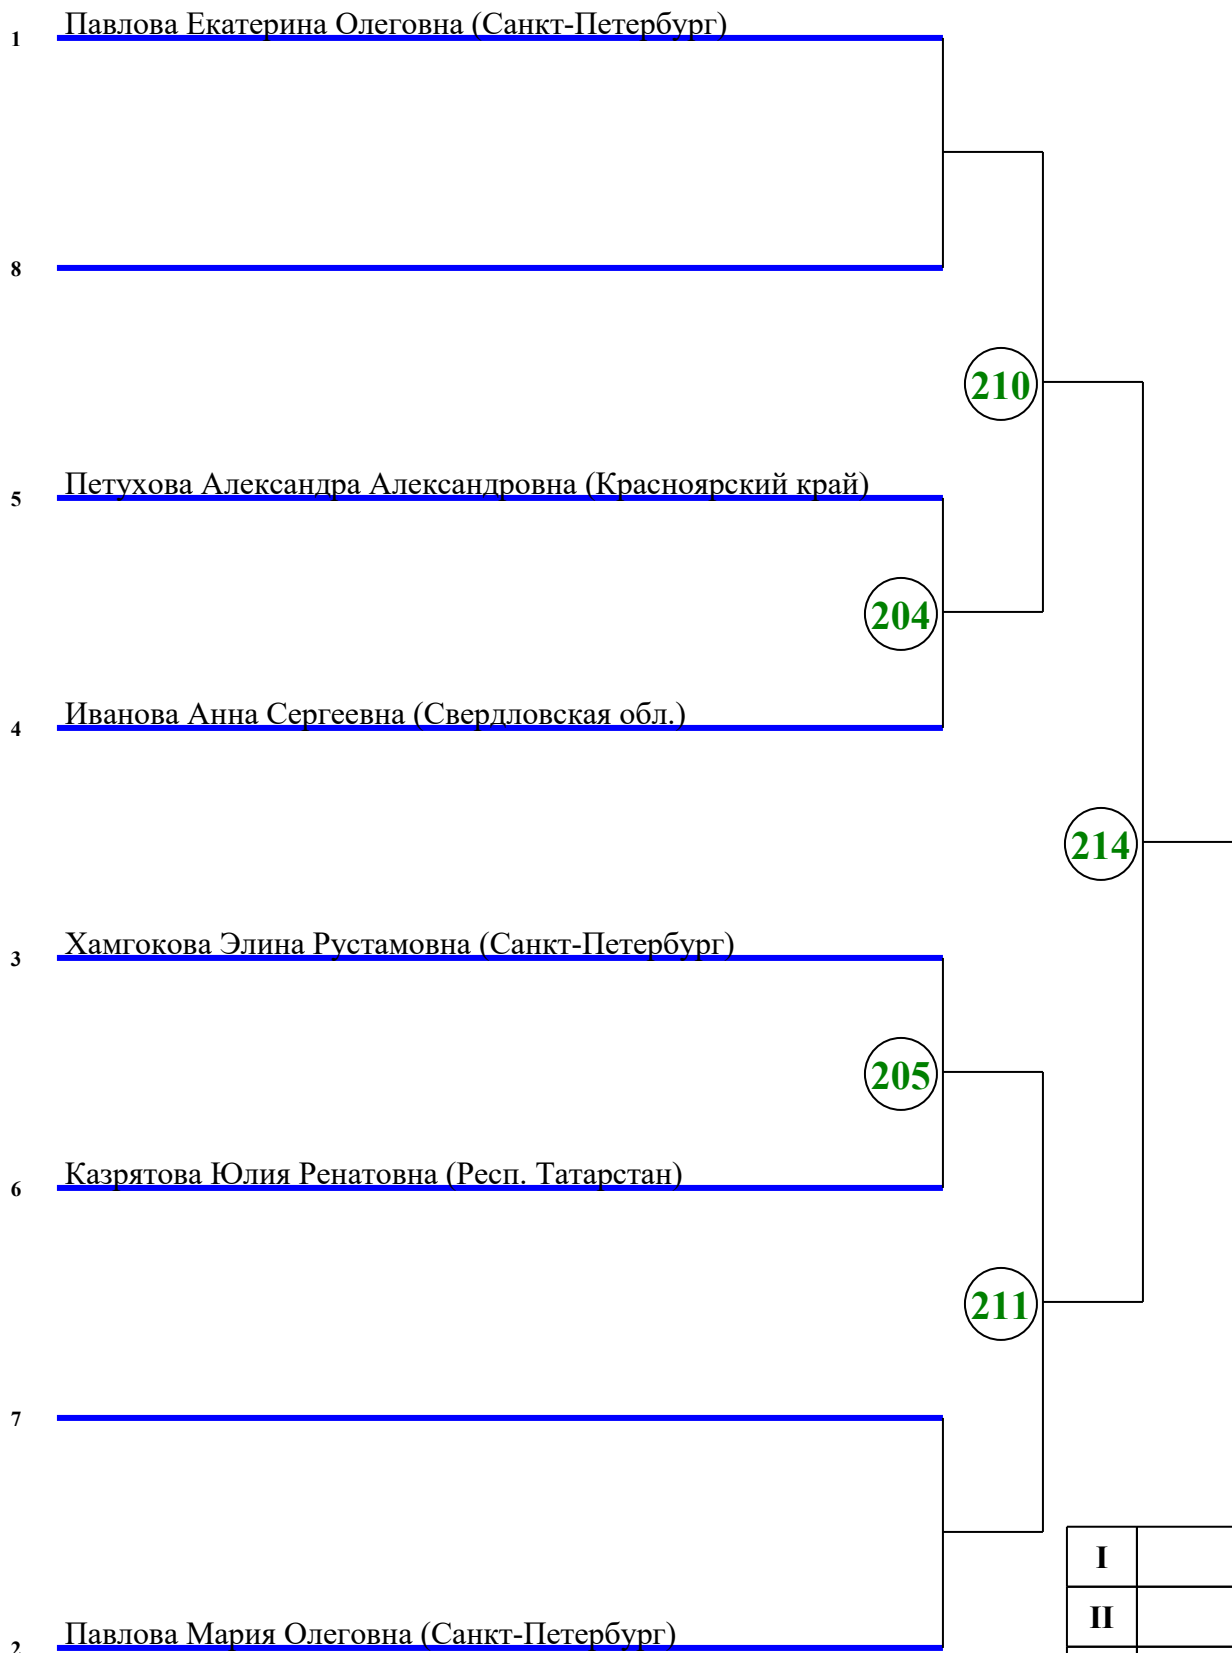 1 Павлова Екатерина Олеговна (Санкт-Петербург)
8
210
5 Петухова Александра Александровна (Красноярский край)
204
4 Иванова Анна Сергеевна (Свердловская обл.)
214
3 Хамгокова Элина Рустамовна (Санкт-Петербург)
205
6 Казрятова Юлия Ренатовна (Респ. Татарстан)
211
7
I
II
2 Павлова Мария Олеговна (Санкт-Петербург)